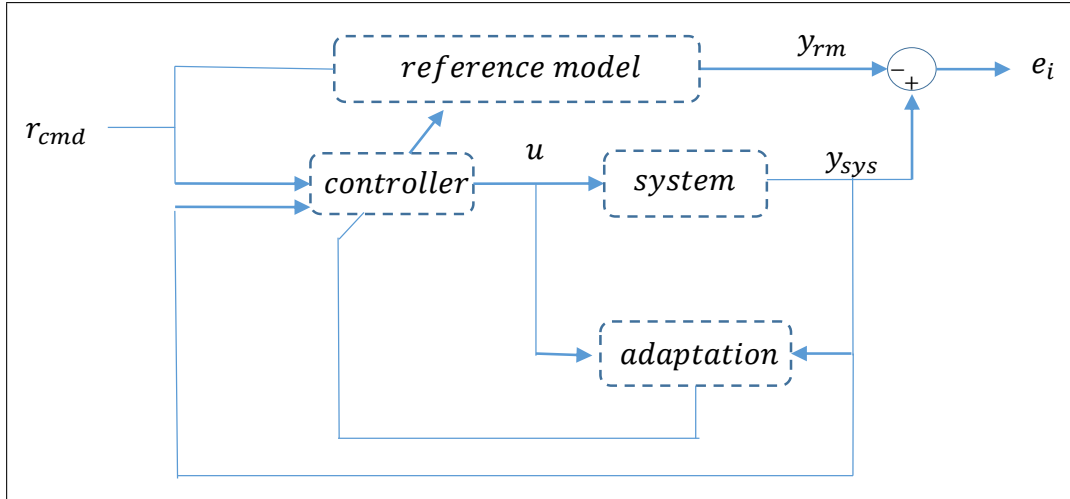 reference model
y_rm
−
+
e_i
r_cmd
controller
u
system
y_sys
adaptation